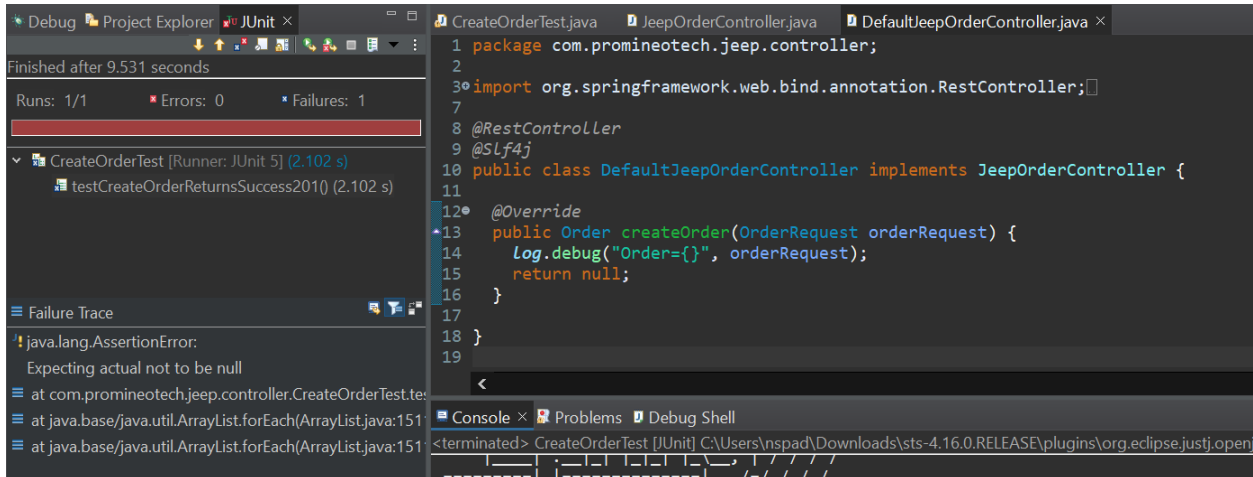 Debug Project Explorer JUnit
Finished after 9.531 seconds
Runs: 1/1 Errors: 0 Failures: 1
CreateOrderTest [Runner: JUnit 5] (2.102 s)
testCreateOrderReturnsSuccess201() (2.102 s)
Failure Trace
java.lang.AssertionError:
Expecting actual not to be null
at com.promineotech.jeep.controller.CreateOrderTest.tes
at java.base/java.util.ArrayList.forEach(ArrayList.java:151
at java.base/java.util.ArrayList.forEach(ArrayList.java:151
CreateOrderTest.java JeepOrderController.java DefaultJeepOrderController.java
1 package com.promineotech.jeep.controller;
2
3 import org.springframework.web.bind.annotation.RestController;
7
8 @RestController
9 @Slf4j
10 public class DefaultJeepOrderController implements JeepOrderController {
11
12 @Override
13 public Order createOrder(OrderRequest orderRequest) {
14 log.debug("Order={}", orderRequest);
15 return null;
16 }
17
18 }
19
Console Problems Debug Shell
<terminated> CreateOrderTest [JUnit] C:\Users\nspad\Downloads\sts-4.16.0.RELEASE\plugins\org.eclipse.justj.openj